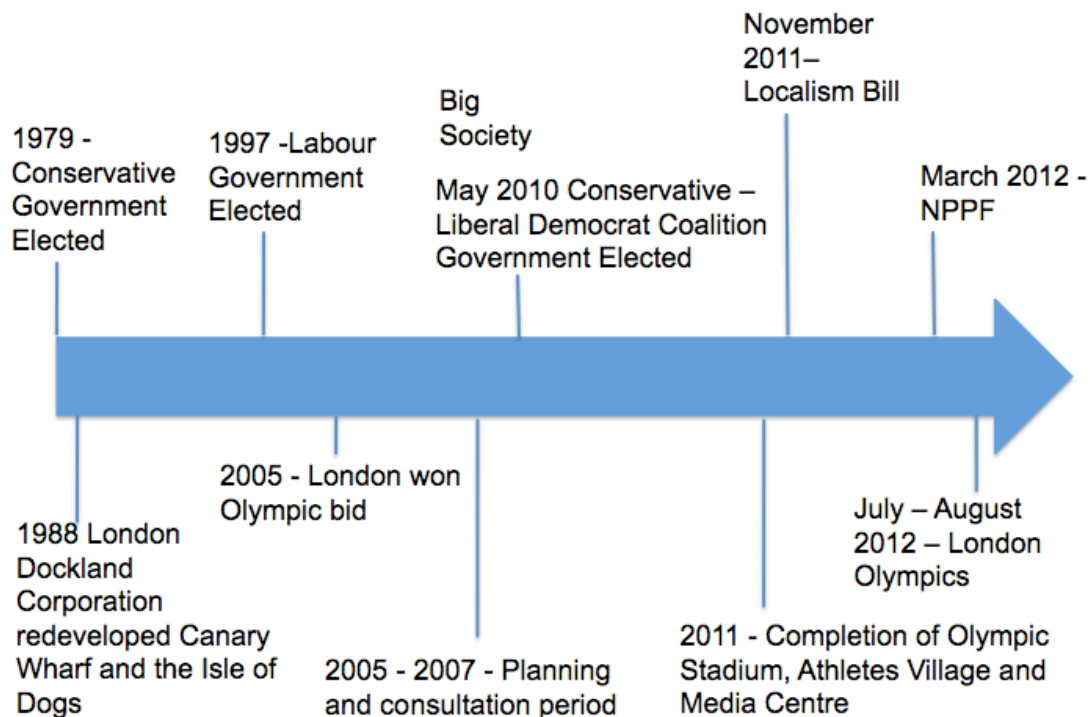 1979 -
Conservative
Government
Elected
1997 -Labour
Government
Elected
Big
Society
May 2010 Conservative –
Liberal Democrat Coalition
Government Elected
November
2011–
Localism Bill
March 2012 -
NPPF
1988 London
Dockland
Corporation
redeveloped Canary
Wharf and the Isle of
Dogs
2005 - London won
Olympic bid
2005 - 2007 - Planning
and consultation period
2011 - Completion of Olympic
Stadium, Athletes Village and
Media Centre
July – August
2012 – London
Olympics